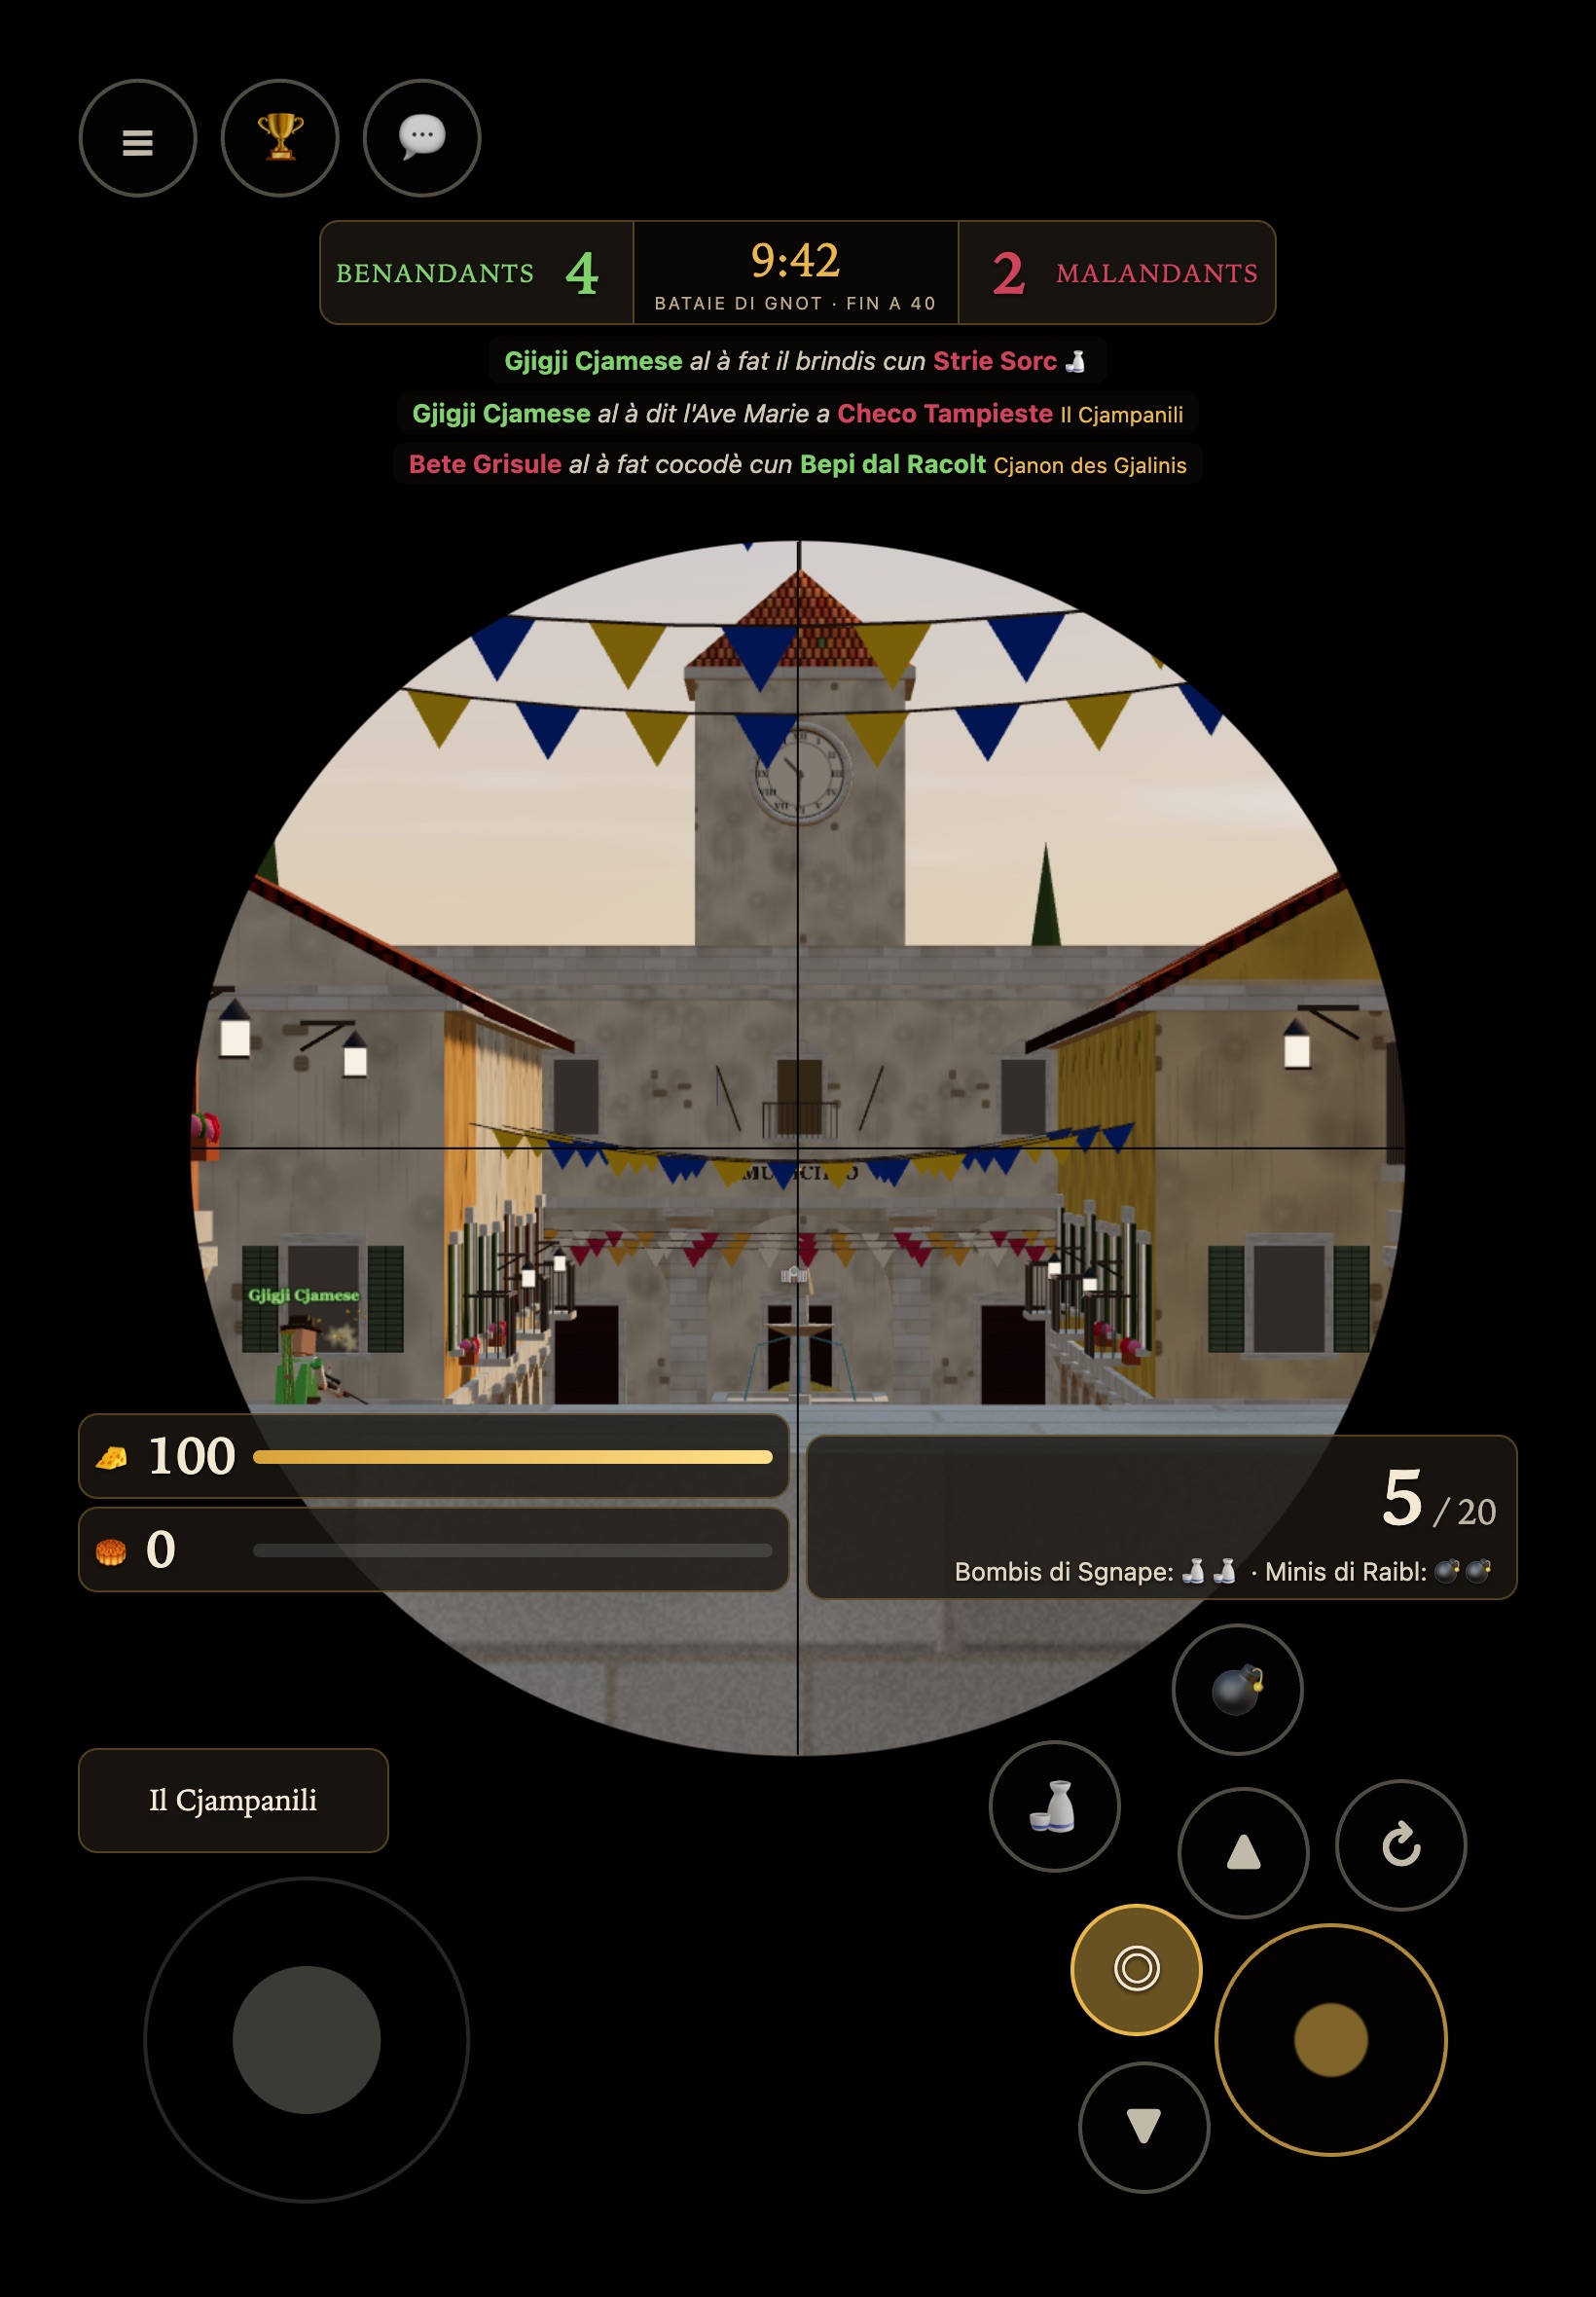 BENANDANTS 4
9:42
BATAIE DI GNOT · FIN A 40
2 MALANDANTS
Gjigji Cjamese al à fat il brindis cun Strie Sorc
Gjigji Cjamese al à dit l'Ave Marie a Checo Tampieste Il Cjampanili
Bete Grisule al à fat cocodè cun Bepi dal Racolt Cjanon des Gjalinis
Gjigji Cjamese
100
0
5 / 20
Bombis di Sgnape: · Minis di Raibl:
Il Cjampanili